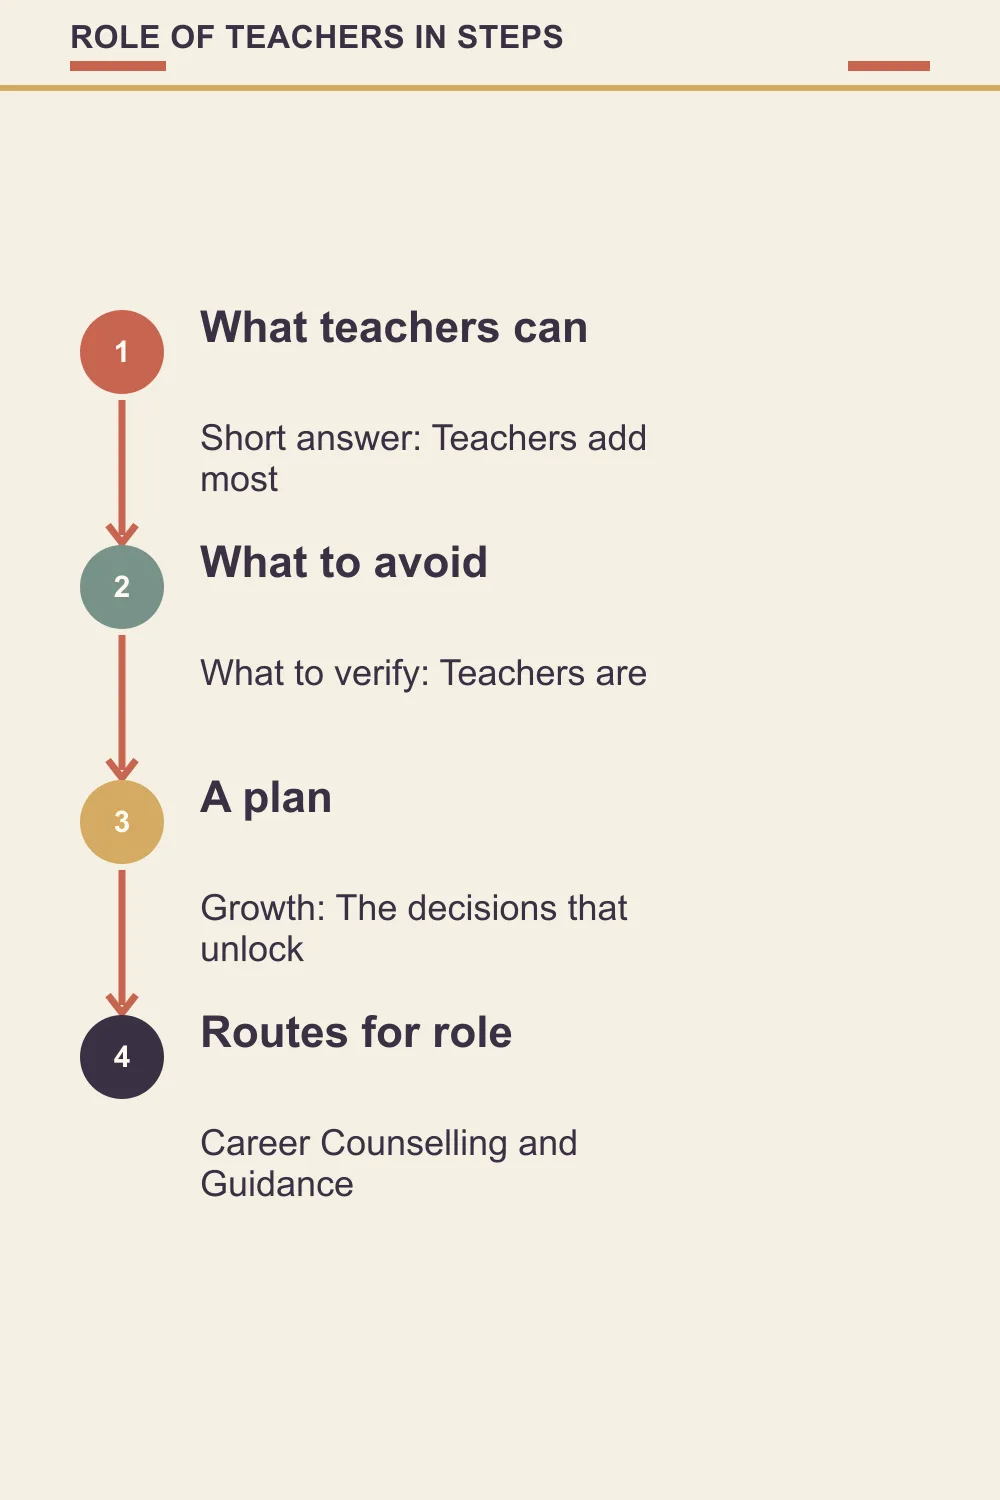 ROLE OF TEACHERS IN STEPS
1
What teachers can
Short answer: Teachers add
most
2
What to avoid
What to verify: Teachers are
3
A plan
Growth: The decisions that
unlock
4
Routes for role
Career Counselling and
Guidance